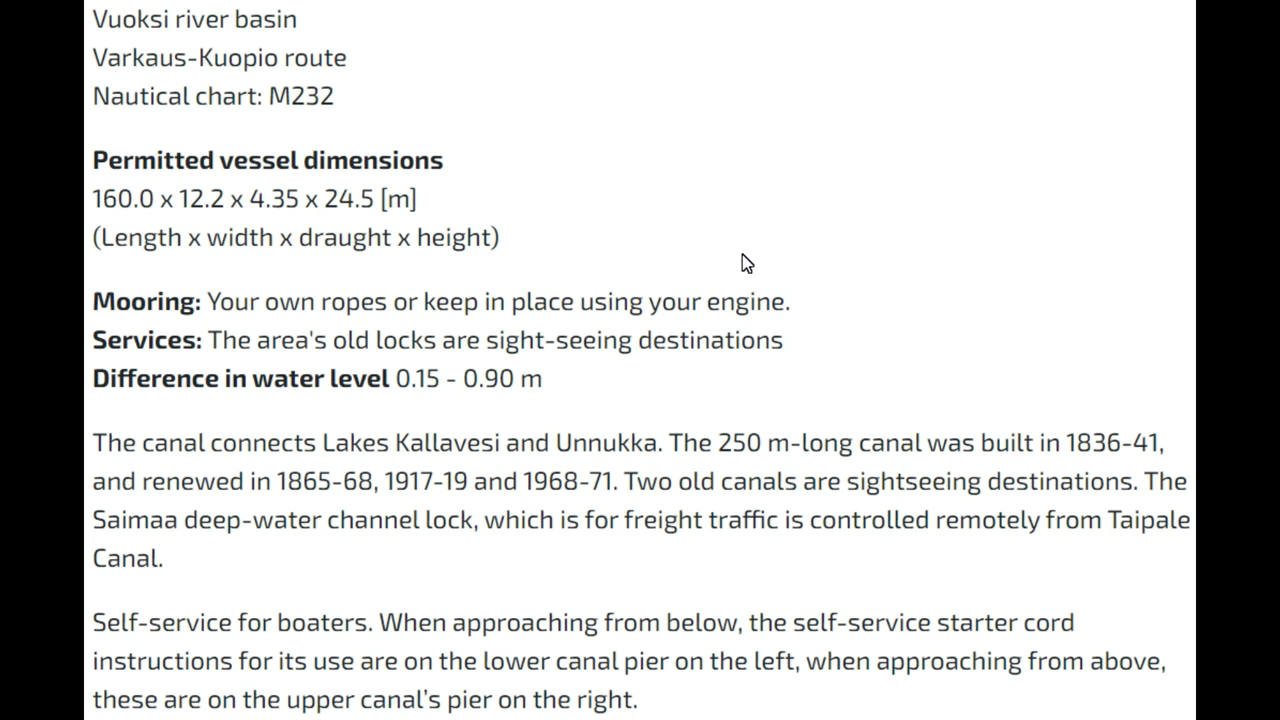 Vuoksi river basin
Varkaus-Kuopio route
Nautical chart: M232
Permitted vessel dimensions
160.0 x 12.2 x 4.35 x 24.5 [m]
(Length x width x draught x height)
Mooring: Your own ropes or keep in place using your engine.
Services: The area's old locks are sight-seeing destinations
Difference in water level 0.15 - 0.90 m
The canal connects Lakes Kallavesi and Unnukka. The 250 m-long canal was built in 1836-41,
and renewed in 1865-68, 1917-19 and 1968-71. Two old canals are sightseeing destinations. The
Saimaa deep-water channel lock, which is for freight traffic is controlled remotely from Taipale
Canal.
Self-service for boaters. When approaching from below, the self-service starter cord
instructions for its use are on the lower canal pier on the left, when approaching from above,
these are on the upper canal’s pier on the right.